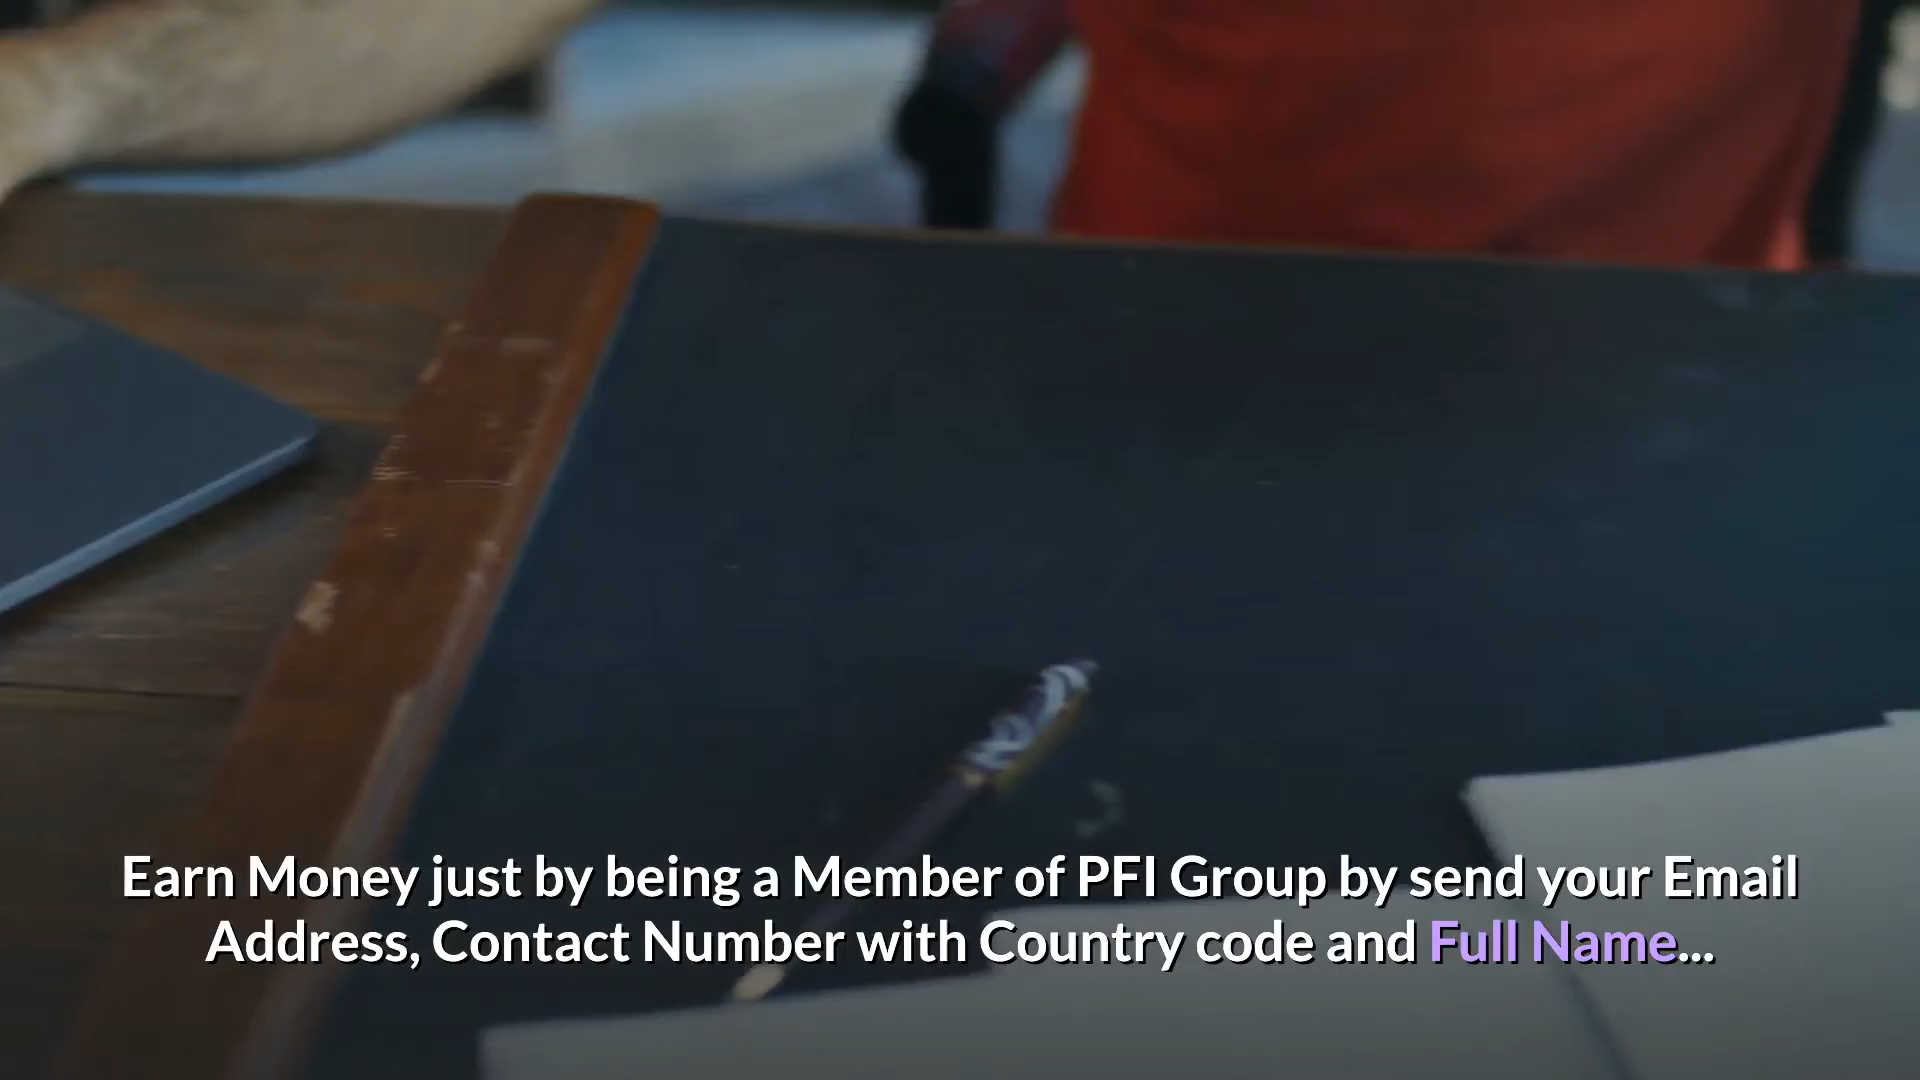 Earn Money just by being a Member of PFI Group by send your Email
Address, Contact Number with Country code and Full Name...